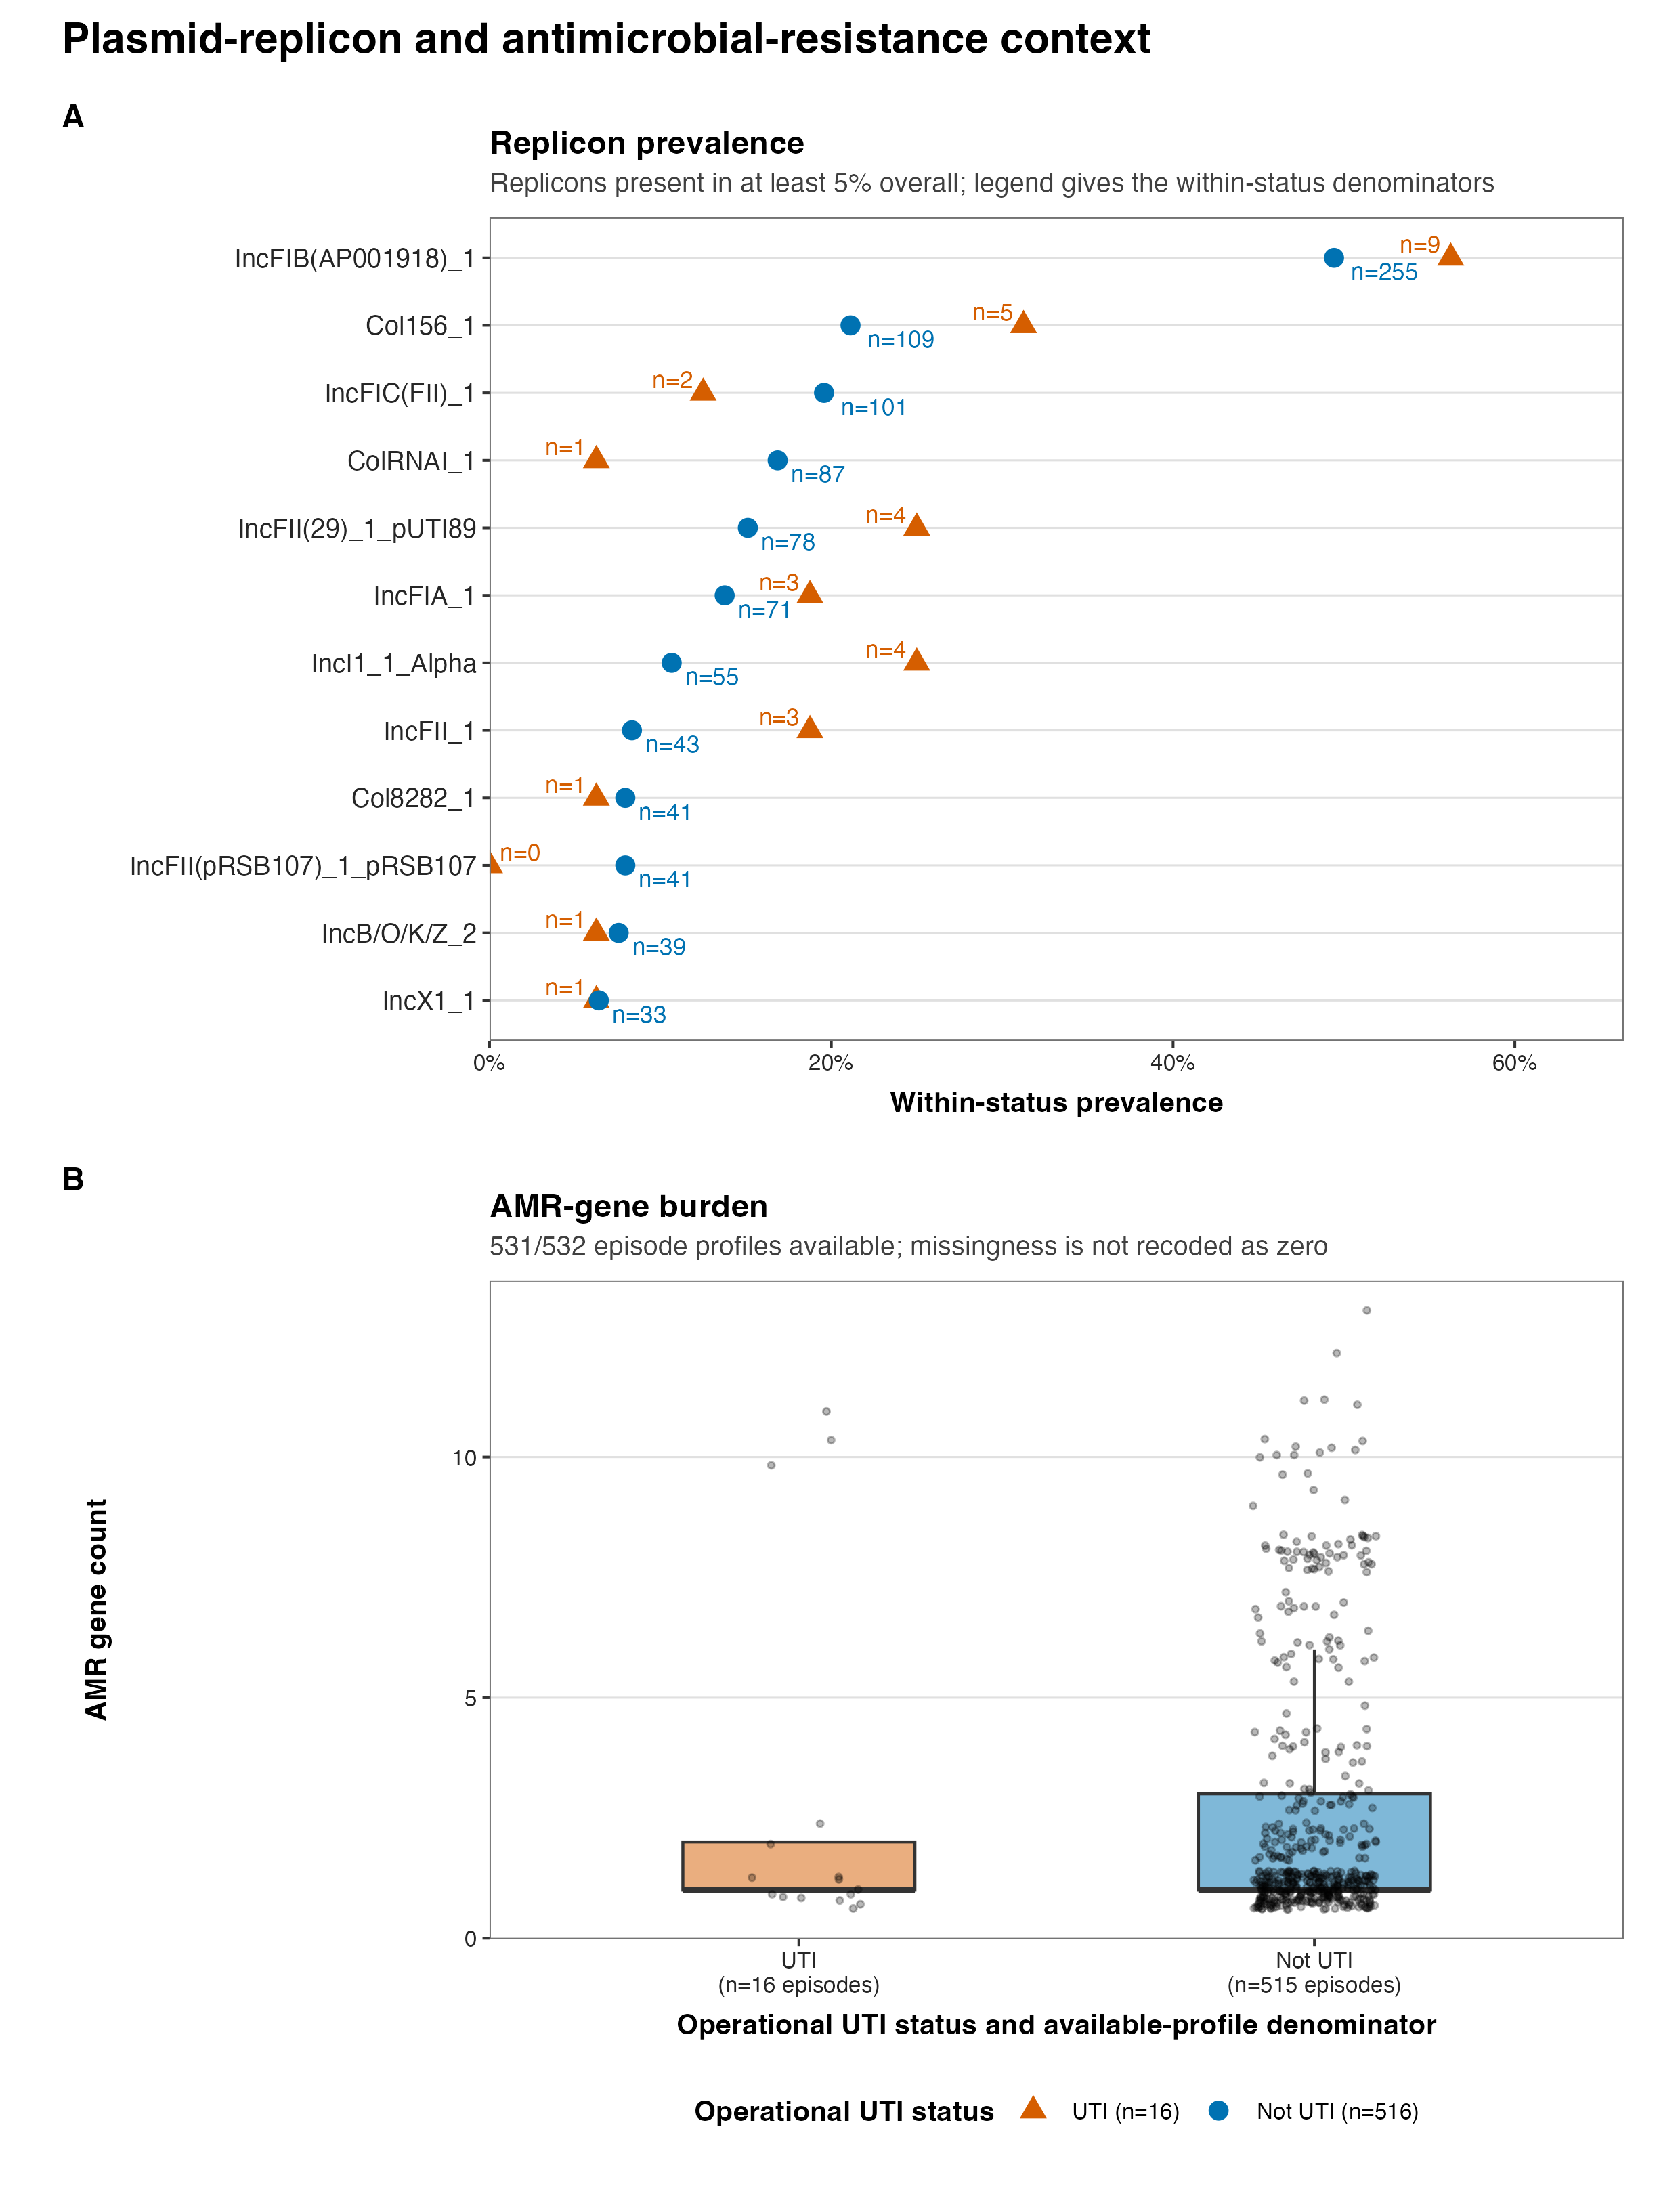 Plasmid-replicon and antimicrobial-resistance context
A
Replicon prevalence
Replicons present in at least 5% overall; legend gives the within-status denominators
IncFIB(AP001918)_1
n=9
n=255
Col156_1
n=5
n=109
IncFIC(FII)_1
n=2
n=101
ColRNAI_1
n=1
n=87
IncFII(29)_1_pUTI89
n=4
n=78
IncFIA_1
n=3
n=71
IncI1_1_Alpha
n=4
n=55
IncFII_1
n=3
n=43
Col8282_1
n=1
n=41
IncFII(pRSB107)_1_pRSB107
n=0
n=41
IncB/O/K/Z_2
n=1
n=39
IncX1_1
n=1
n=33
0% 20% 40% 60%
Within-status prevalence
B
AMR-gene burden
531/532 episode profiles available; missingness is not recoded as zero
AMR gene count
10
5
0
UTI
(n=16 episodes)
Not UTI
(n=515 episodes)
Operational UTI status and available-profile denominator
Operational UTI status UTI (n=16) Not UTI (n=516)